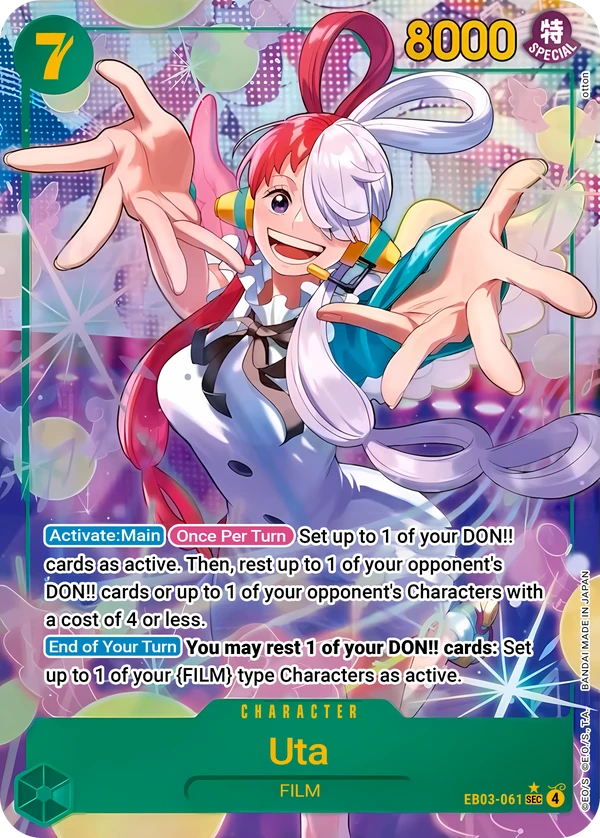 7
8000
特
SPECIAL
otton
Activate:Main Once Per Turn Set up to 1 of your DON!!
cards as active. Then, rest up to 1 of your opponent's
DON!! cards or up to 1 of your opponent's Characters with
a cost of 4 or less.
End of Your Turn You may rest 1 of your DON!! cards: Set
up to 1 of your {FILM} type Characters as active.
©EO/S ©E.O/S., T.A. BANDAI MADE IN JAPAN
CHARACTER
Uta
FILM
EB03-061 SEC 4